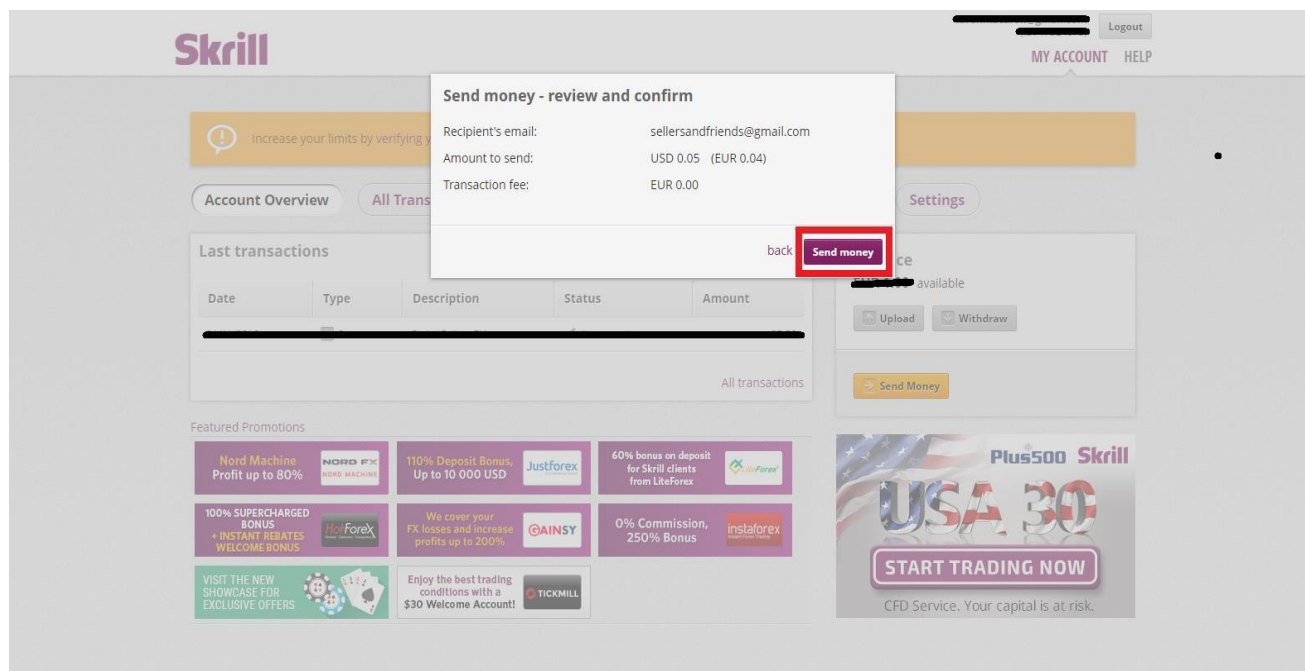 Skrill
Logout
MY ACCOUNT HELP
Send money - review and confirm
Recipient's email: sellersandfriends@gmail.com
Amount to send: USD 0.05 (EUR 0.04)
Transaction fee: EUR 0.00
back Send money
Increase your limits by verifying
Account Overview
All Trans
Settings
Last transactions
Date Type Description Status Amount
All transactions
available
Upload Withdraw
Send Money
Featured Promotions
Nord Machine
Profit up to 80%
NORD FX
NORD MACHINE
110% Deposit Bonus,
Up to 10 000 USD
Justforex
60% bonus on deposit
for Skrill clients
from LiteForex
LiteForex
100% SUPERCHARGED
BONUS
+ INSTANT REBATES
WELCOME BONUS
HotForex
We cover your
FX losses and increase
profits up to 200%
GAINSY
0% Commission,
250% Bonus
instaforex
VISIT THE NEW
SHOWCASE FOR
EXCLUSIVE OFFERS
Enjoy the best trading
conditions with a
$30 Welcome Account!
TICKMILL
Plus500 Skrill
USA 30
START TRADING NOW
CFD Service. Your capital is at risk.